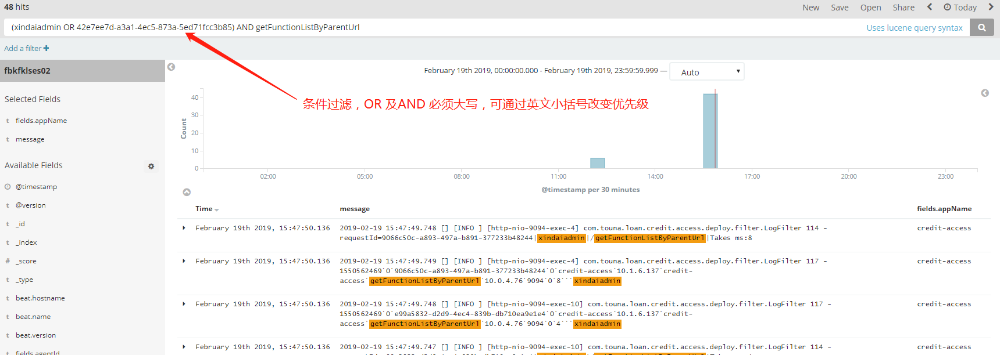 48 hits
New Save Open Share Today
(xindaiadmin OR 42e7ee7d-a3a1-4ec5-873a-5ed71fcc3b85) AND getFunctionListByParentUrl
Uses lucene query syntax
Add a filter
fbkfklses02
February 19th 2019, 00:00:00.000 - February 19th 2019, 23:59:59.999 — Auto
条件过滤，OR 及AND 必须大写，可通过英文小括号改变优先级
Selected Fields
t fields.appName
t message
Available Fields
@timestamp
t @version
t _id
t _index
# _score
t _type
t beat.hostname
t beat.name
t beat.version
fields.agentId
Count
40
30
20
10
0
02:00 05:00 08:00 11:00 14:00 17:00 20:00 23:00
@timestamp per 30 minutes
Time message fields.appName
February 19th 2019, 15:47:50.136 2019-02-19 15:47:49.748 [] [INFO ] [http-nio-9094-exec-4] com.touna.loan.credit.access.deploy.filter.LogFilter 114 - credit-access
requestId=9066c50c-a893-497a-b891-377233b48244|xindaiadmin|/getFunctionListByParentUrl|Takes ms:8
February 19th 2019, 15:47:50.136 2019-02-19 15:47:49.749 [] [INFO ] [http-nio-9094-exec-4] com.touna.loan.credit.access.deploy.filter.LogFilter 117 - credit-access
1550562469`0`9066c50c-a893-497a-b891-377233b48244`0`credit-access`10.1.6.137`credit-
access`getFunctionListByParentUrl`10.0.4.76`9094`0`8```xindaiadmin
February 19th 2019, 15:47:50.136 2019-02-19 15:47:49.748 [] [INFO ] [http-nio-9094-exec-10] com.touna.loan.credit.access.deploy.filter.LogFilter 117 - credit-access
1550562469`0`e99a5832-d2d9-4ec4-839b-db710ea9e1e4`0`credit-access`10.1.6.137`credit-
access`getFunctionListByParentUrl`10.0.4.76`9094`0`4```xindaiadmin
February 19th 2019, 15:47:50.136 2019-02-19 15:47:49.747 [] [INFO ] [http-nio-9094-exec-10] com.touna.loan.credit.access.deploy.filter.LogFilter 114 - credit-access